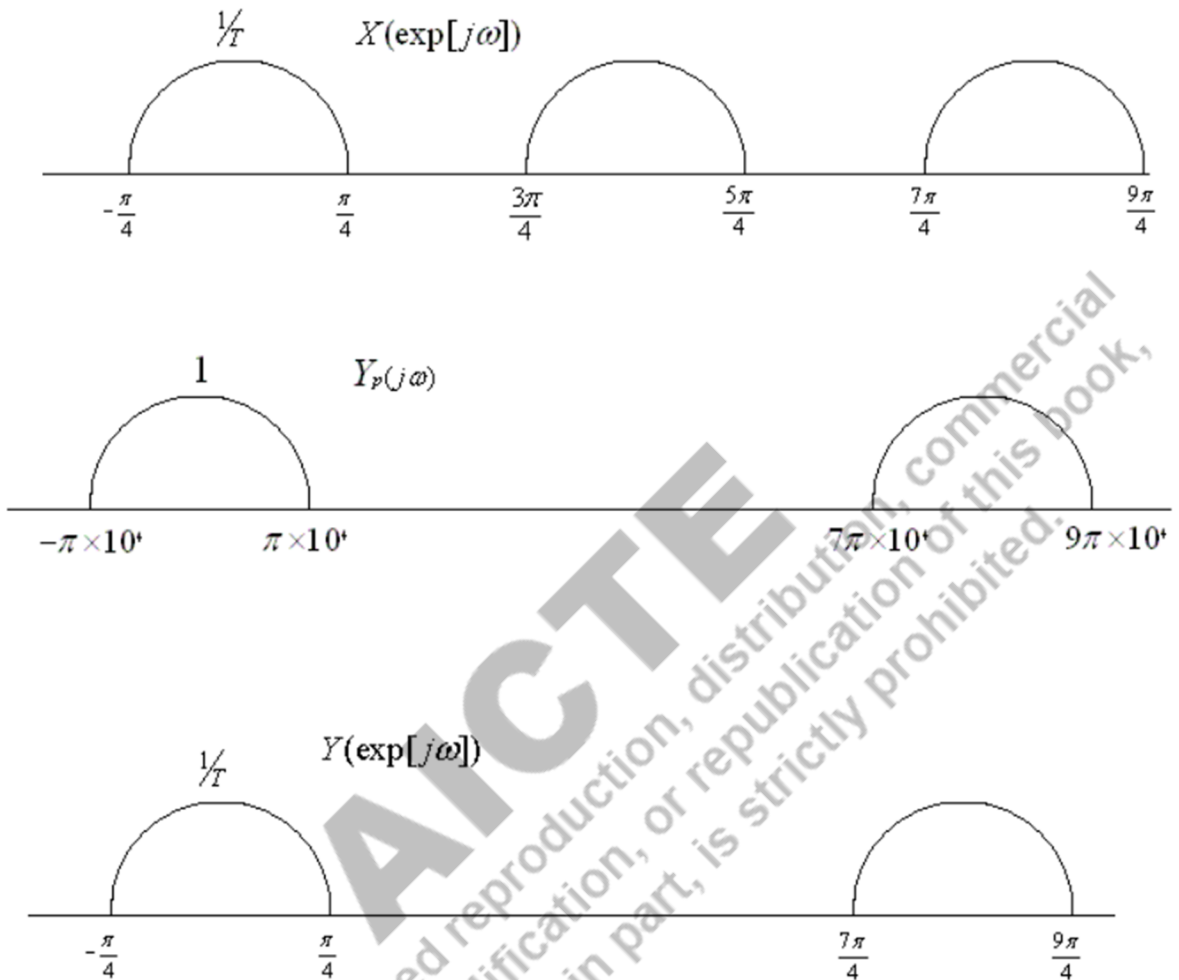 1/T X(exp[jω])
-π/4 π/4 3π/4 5π/4 7π/4 9π/4
1 Yp(jω)
-π×10⁴ π×10⁴ 7π×10⁴ 9π×10⁴
1/T Y(exp[jω])
-π/4 π/4 7π/4 9π/4
AICTE
ed reproduction, distribution, commercial
ification, or republication of this book,
in part, is strictly prohibited.